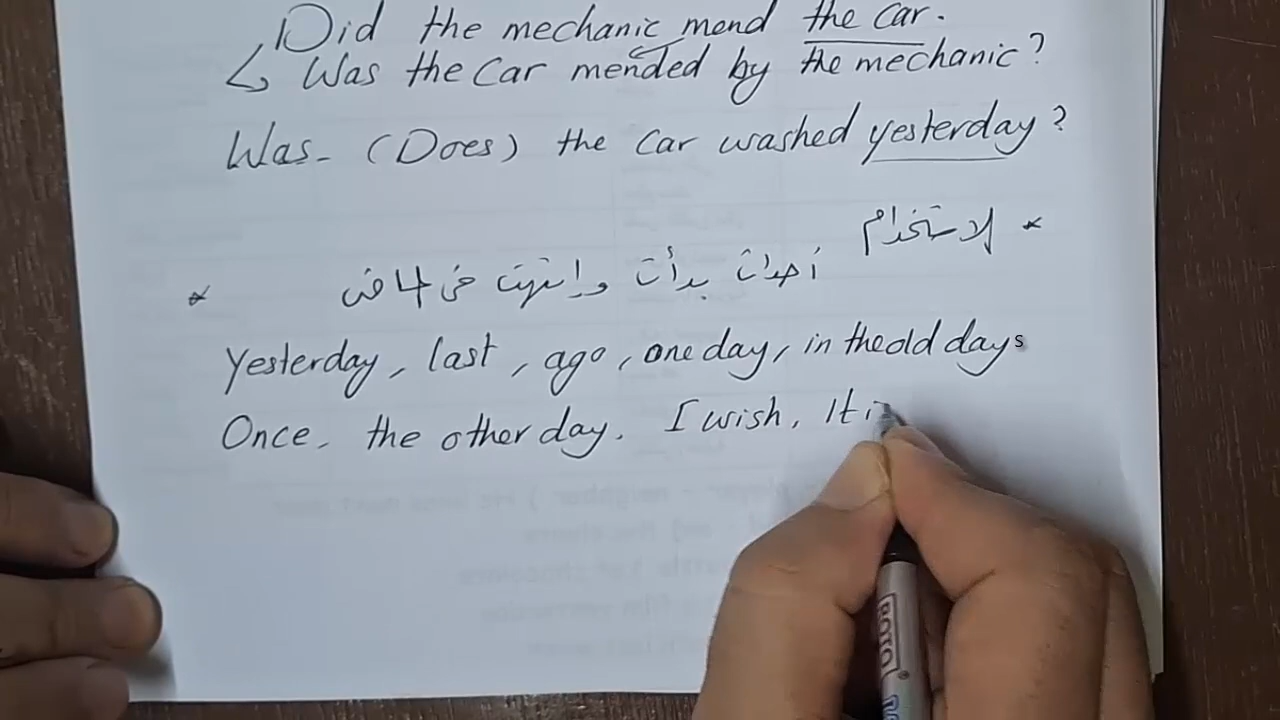 Did the mechanic mend the car.
↳ Was the car mended by the mechanic?
Was - (Does) the car washed yesterday?
* الاستخدام
أحداث بدأت وانتهت في الماضى
*
Yesterday, last, ago, one day, in the old days
Once, the other day, I wish, It i
ROTO